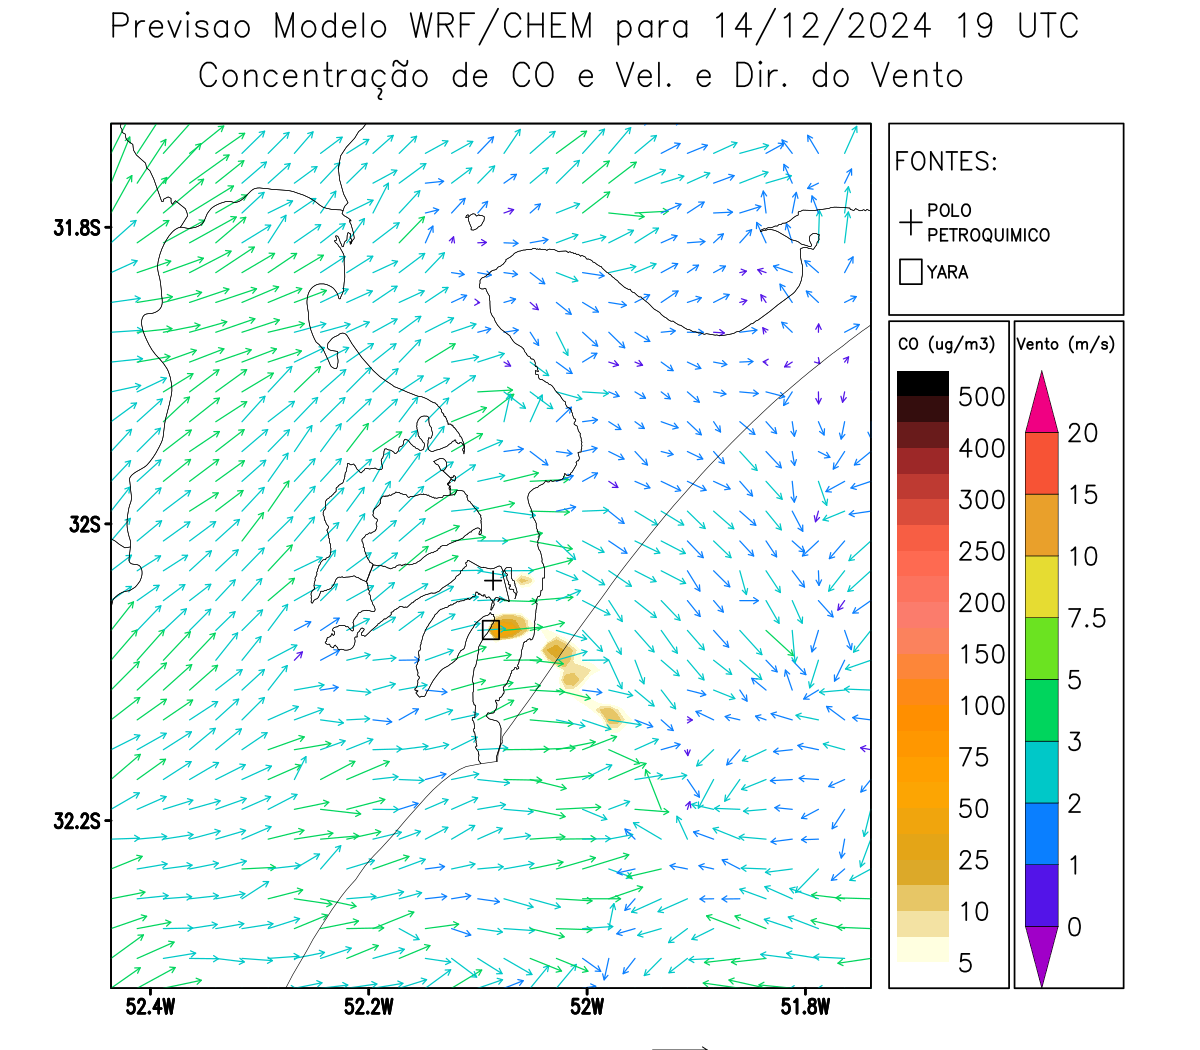 Previsao Modelo WRF/CHEM para 14/12/2024 19 UTC
Concentração de CO e Vel. e Dir. do Vento
FONTES:
POLO
PETROQUIMICO
YARA
CO (ug/m3)
500
400
300
250
200
150
100
75
50
25
10
5
Vento (m/s)
20
15
10
7.5
5
3
2
1
0
31.8S
32S
32.2S
52.4W
52.2W
52W
51.8W